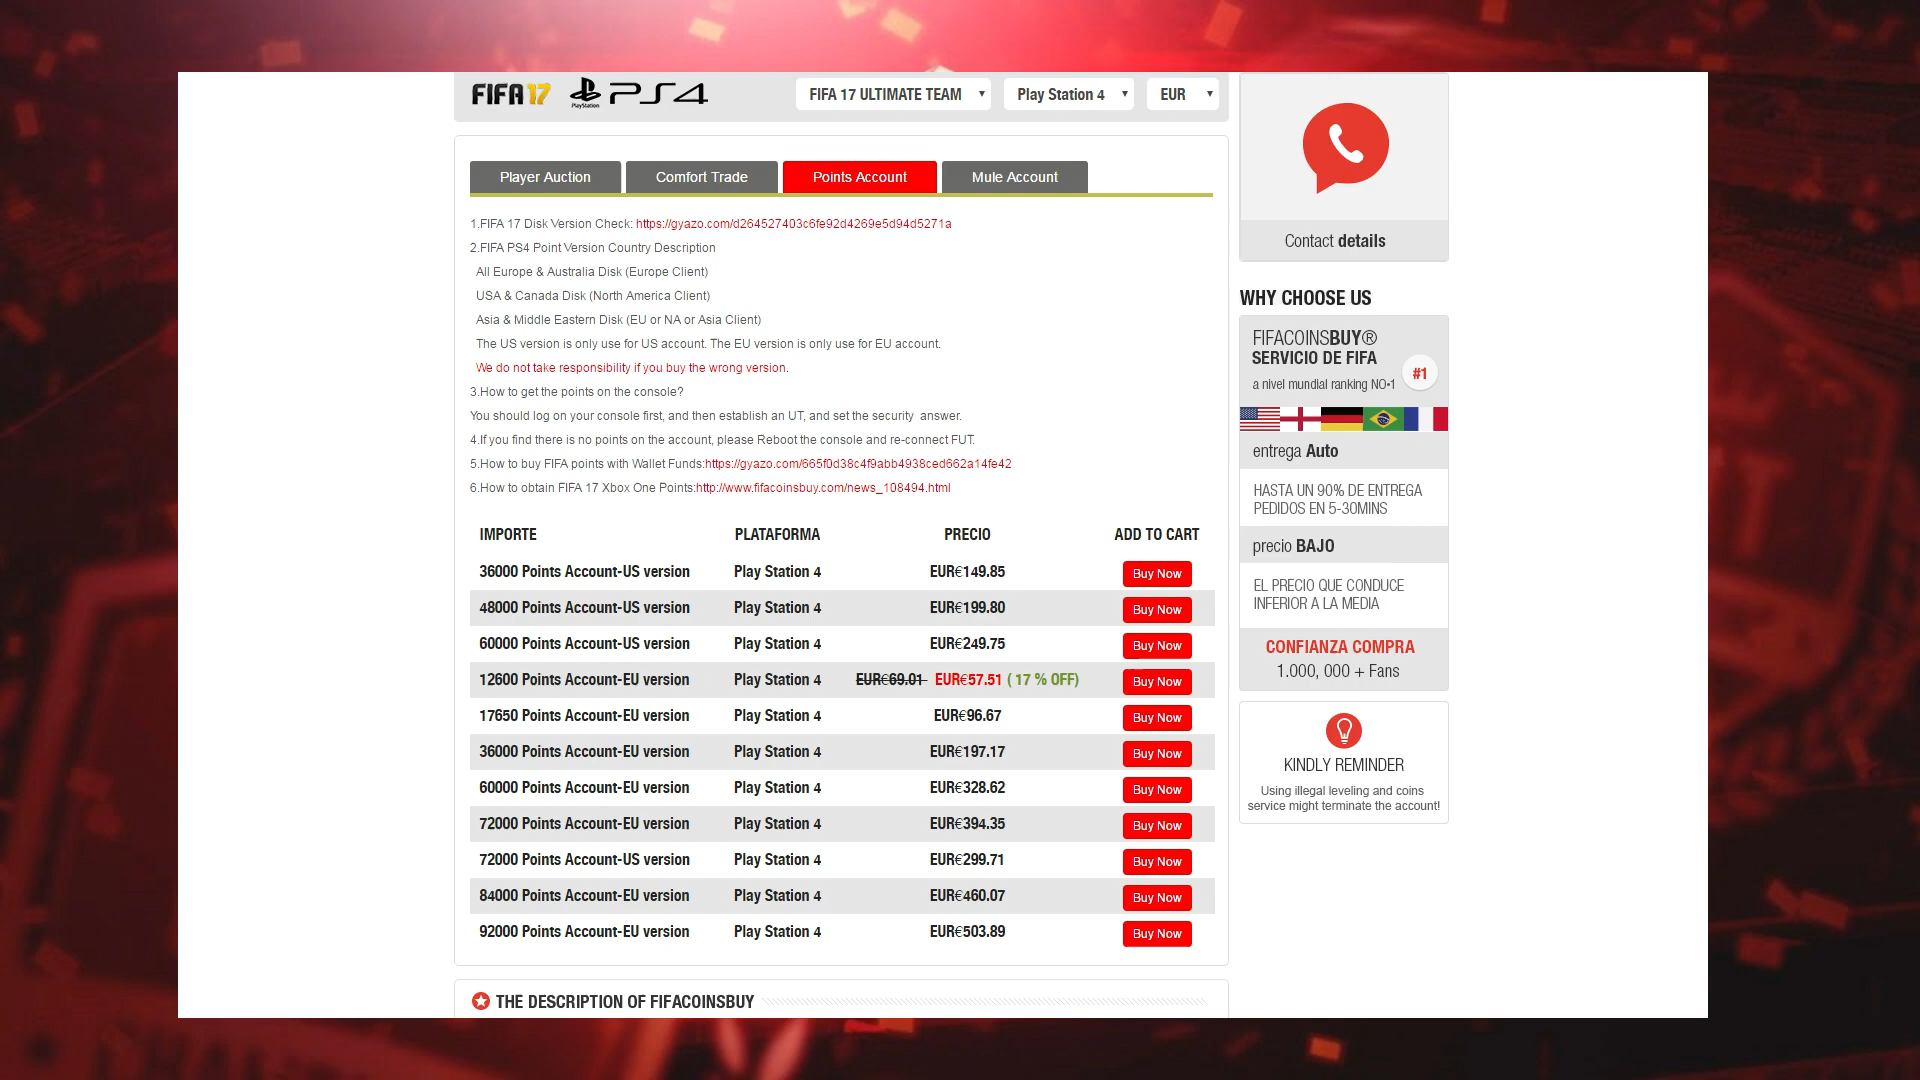 FIFA 17 PlayStation PS4 FIFA 17 ULTIMATE TEAM Play Station 4 EUR
Player Auction Comfort Trade Points Account Mule Account
1.FIFA 17 Disk Version Check: https://gyazo.com/d264527403c6fe92d4269e5d94d5271a
2.FIFA PS4 Point Version Country Description
All Europe & Australia Disk (Europe Client)
USA & Canada Disk (North America Client)
Asia & Middle Eastern Disk (EU or NA or Asia Client)
The US version is only use for US account. The EU version is only use for EU account.
We do not take responsibility if you buy the wrong version.
3.How to get the points on the console?
You should log on your console first, and then establish an UT, and set the security answer.
4.If you find there is no points on the account, please Reboot the console and re-connect FUT.
5.How to buy FIFA points with Wallet Funds:https://gyazo.com/665f0d38c4f9abb4938ced662a14fe42
6.How to obtain FIFA 17 Xbox One Points:http://www.fifacoinsbuy.com/news_108494.html
IMPORTE PLATAFORMA PRECIO ADD TO CART
36000 Points Account-US version Play Station 4 EUR€149.85 Buy Now
48000 Points Account-US version Play Station 4 EUR€199.80 Buy Now
60000 Points Account-US version Play Station 4 EUR€249.75 Buy Now
12600 Points Account-EU version Play Station 4 EUR€69.01 EUR€57.51 ( 17 % OFF) Buy Now
17650 Points Account-EU version Play Station 4 EUR€96.67 Buy Now
36000 Points Account-EU version Play Station 4 EUR€197.17 Buy Now
60000 Points Account-EU version Play Station 4 EUR€328.62 Buy Now
72000 Points Account-EU version Play Station 4 EUR€394.35 Buy Now
72000 Points Account-US version Play Station 4 EUR€299.71 Buy Now
84000 Points Account-EU version Play Station 4 EUR€460.07 Buy Now
92000 Points Account-EU version Play Station 4 EUR€503.89 Buy Now
THE DESCRIPTION OF FIFACOINSBUY
Contact details
WHY CHOOSE US
FIFACOINSBUY®
SERVICIO DE FIFA
a nivel mundial ranking NO•1
#1
entrega Auto
HASTA UN 90% DE ENTREGA
PEDIDOS EN 5-30MINS
precio BAJO
EL PRECIO QUE CONDUCE
INFERIOR A LA MEDIA
CONFIANZA COMPRA
1.000, 000 + Fans
KINDLY REMINDER
Using illegal leveling and coins
service might terminate the account!